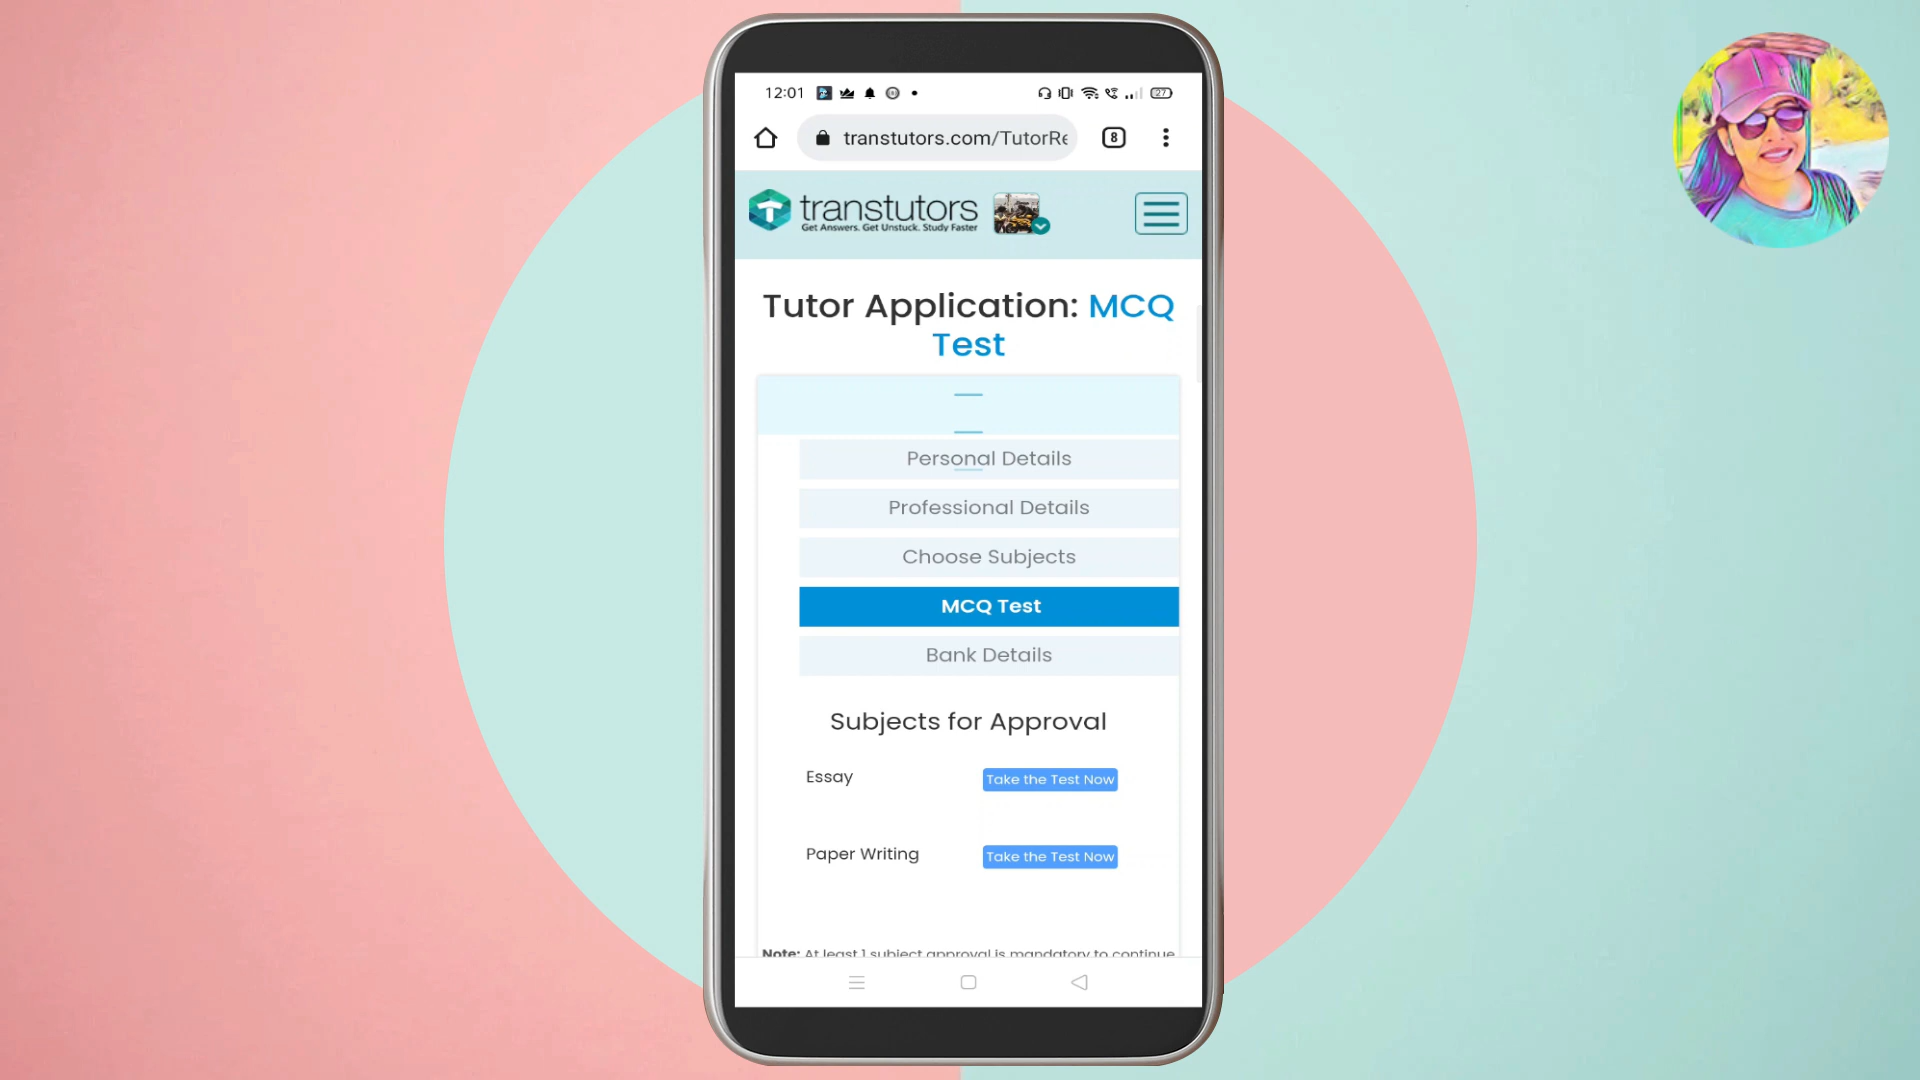 12:01
27
transtutors.com/TutorRe
8
transtutors
Get Answers. Get Unstuck. Study Faster
Tutor Application: MCQ
Test
Personal Details
Professional Details
Choose Subjects
MCQ Test
Bank Details
Subjects for Approval
Essay
Take the Test Now
Paper Writing
Take the Test Now
Note: At least 1 subject approval is mandatory to continue